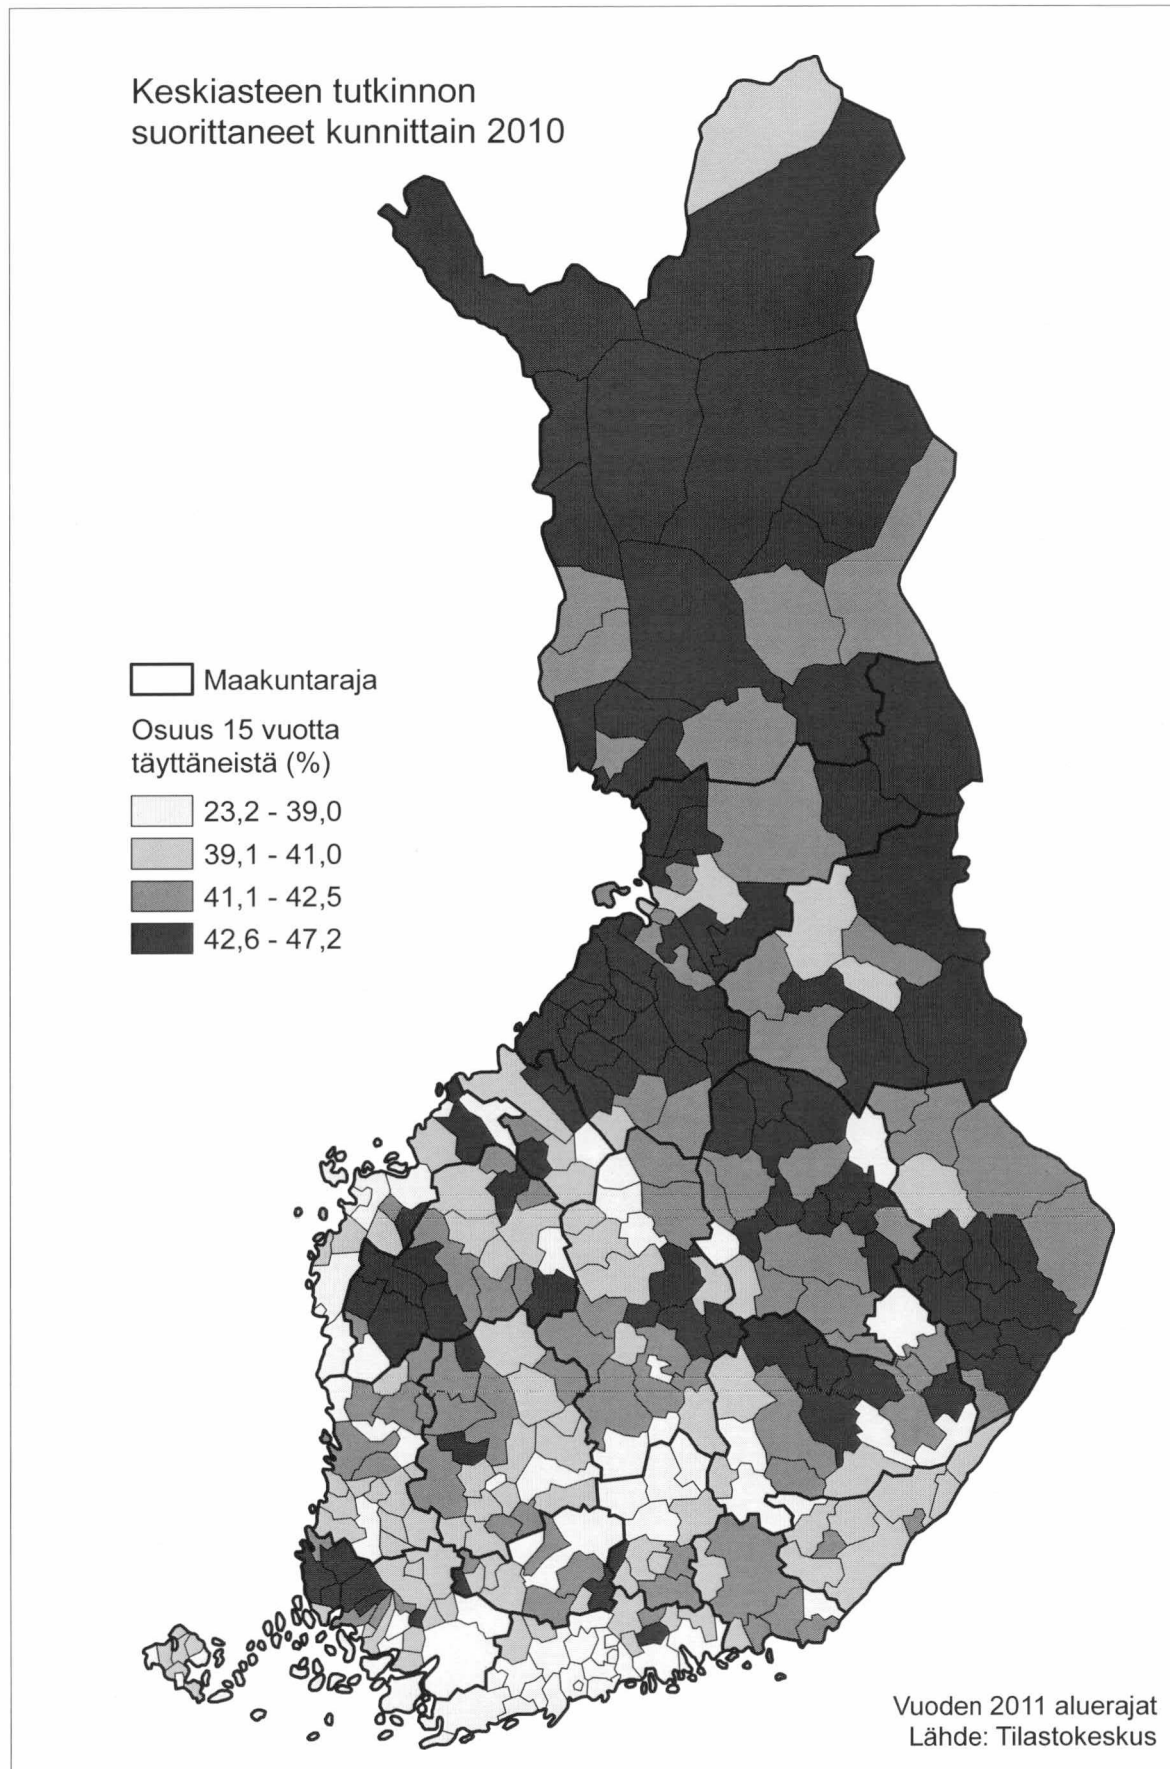 Keskiasteen tutkinnon
suorittaneet kunnittain 2010
Maakuntaraja
Osuus 15 vuotta
täyttäneistä (%)
23,2 - 39,0
39,1 - 41,0
41,1 - 42,5
42,6 - 47,2
Vuoden 2011 aluerajat
Lähde: Tilastokeskus